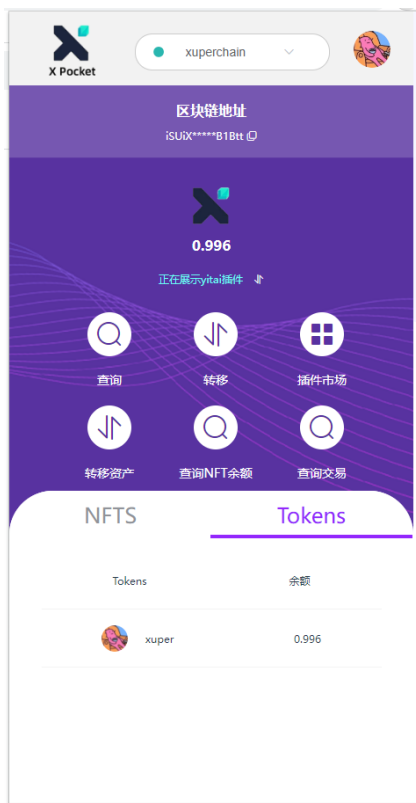 X Pocket
xuperchain
区块链地址
iSUiX*****B1Btt
0.996
正在展示yitai插件
查询 转移 插件市场
转移资产 查询NFT余额 查询交易
NFTS Tokens
Tokens 余额
xuper 0.996